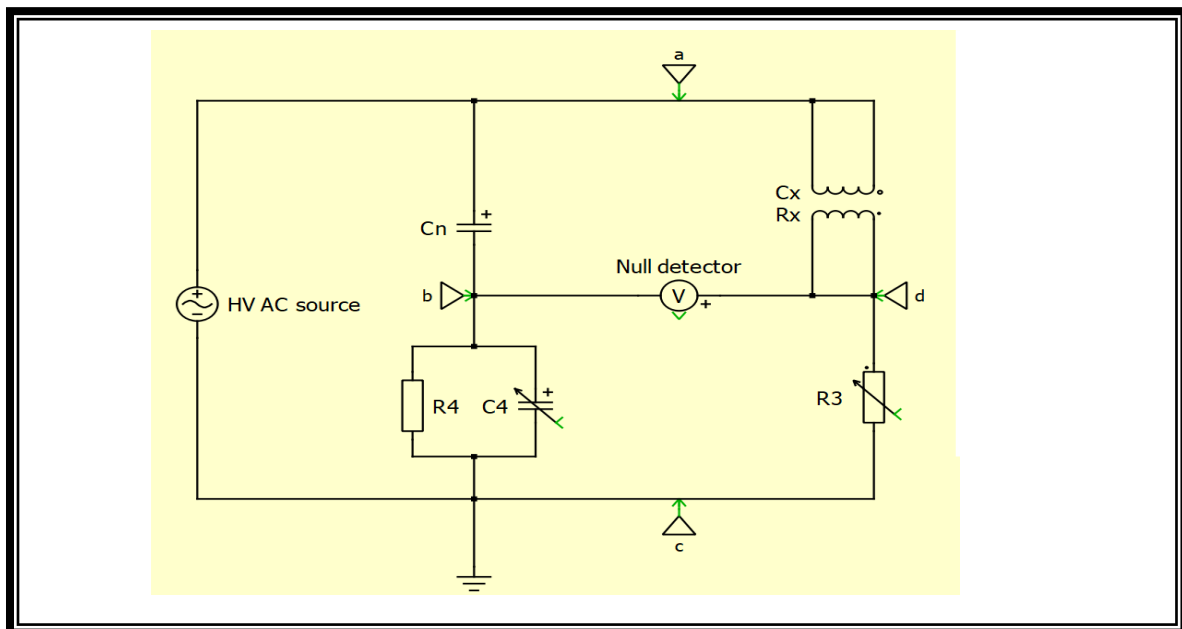 a
Cx
Rx
Cn
Null detector
b
V
d
HV AC source
R4
C4
R3
c